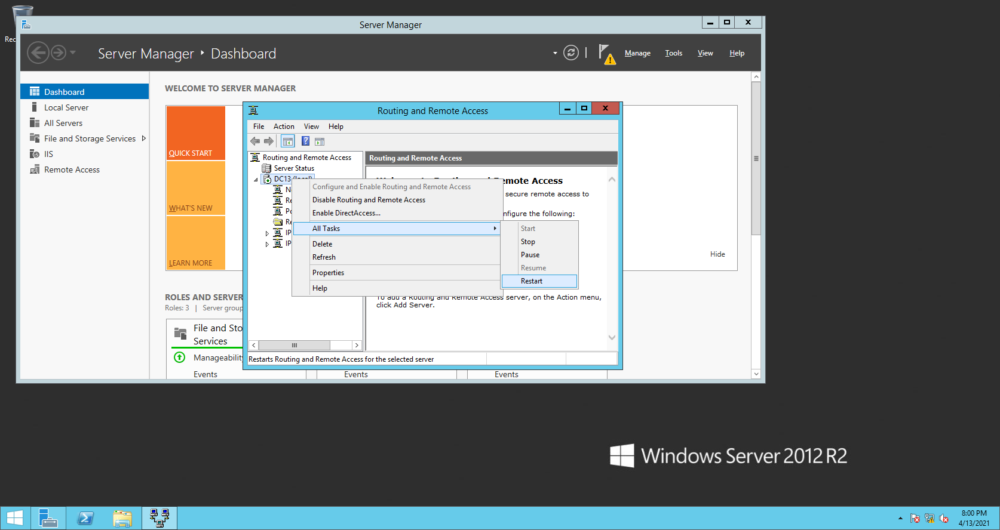 Rec
Server Manager
Server Manager ‣ Dashboard
Manage
Tools
View
Help
Dashboard
Local Server
All Servers
File and Storage Services
IIS
Remote Access
WELCOME TO SERVER MANAGER
QUICK START
WHAT'S NEW
LEARN MORE
Hide
ROLES AND SERVER
Roles: 3 | Server group
File and Sto
Services
Manageability
Events
Events
Events
Routing and Remote Access
File
Action
View
Help
Routing and Remote Access
Server Status
DC13 (local)
N
Re
Po
Re
IP
IP
Routing and Remote Access
emote Access
secure remote access to
nfigure the following:
To add a Routing and Remote Access server, on the Action menu,
click Add Server.
Configure and Enable Routing and Remote Access
Disable Routing and Remote Access
Enable DirectAccess...
All Tasks
Delete
Refresh
Properties
Help
Start
Stop
Pause
Resume
Restart
Restarts Routing and Remote Access for the selected server
Windows Server 2012 R2
8:00 PM
4/13/2021